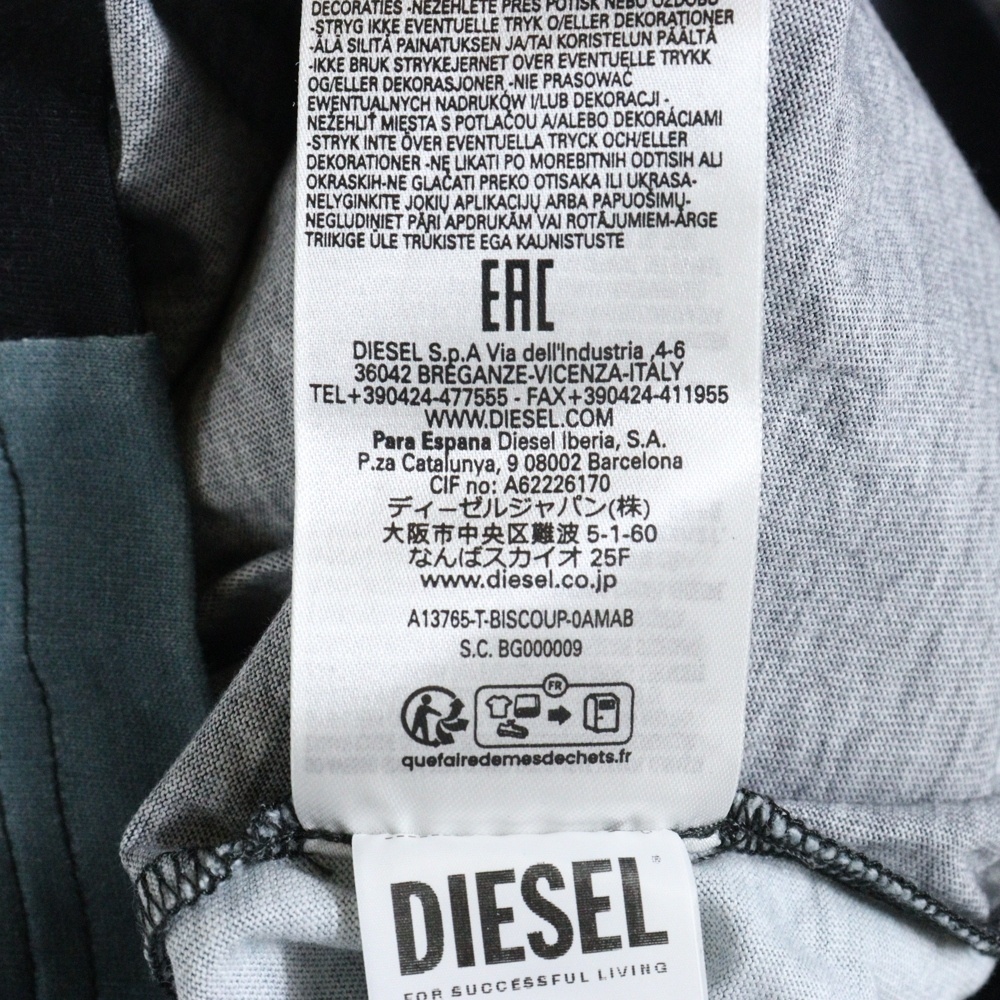 DECORATIES -NEZEHLETE PRES POTISK NEBO OZDOBU
-STRYG IKKE EVENTUELLE TRYK O/ELLER DEKORATIONER
-ÄLÄ SILITÄ PAINATUKSEN JA/TAI KORISTELUN PÄÄLTÄ
-IKKE BRUK STRYKEJERNET OVER EVENTUELLE TRYKK
OG/ELLER DEKORASJONER -NIE PRASOWAĆ
EWENTUALNYCH NADRUKÓW I/LUB DEKORACJI -
NEŽEHLIŤ MIESTA S POTLAČOU A/ALEBO DEKORÁCIAMI
-STRYK INTE ÖVER EVENTUELLA TRYCK OCH/ELLER
DEKORATIONER -NE LIKATI PO MOREBITNIH ODTISIH ALI
OKRASKIH-NE GLAČATI PREKO OTISAKA ILI UKRASA-
NELYGINKITE JOKIŲ APLIKACIJŲ ARBA PAPUOŠIMŲ-
NEGLUDINIET PĀRI APDRUKĀM VAI ROTĀJUMIEM-ÄRGE
TRIIKIGE ÜLE TRÜKISTE EGA KAUNISTUSTE
EAC
DIESEL S.p.A Via dell'Industria ,4-6
36042 BREGANZE-VICENZA-ITALY
TEL+390424-477555 - FAX+390424-411955
WWW.DIESEL.COM
Para Espana Diesel Iberia, S.A.
P.za Catalunya, 9 08002 Barcelona
CIF no: A62226170
ディーゼルジャパン(株)
大阪市中央区難波 5-1-60
なんばスカイオ 25F
www.diesel.co.jp
A13765-T-BISCOUP-0AMAB
S.C. BG000009
FR
quefairedemesdechets.fr
DIESEL®
FOR SUCCESSFUL LIVING